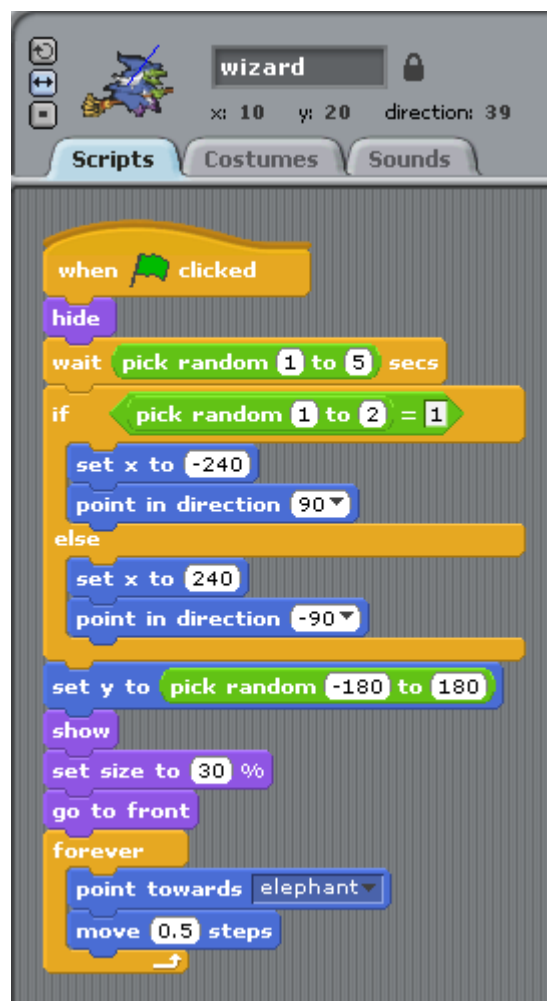 wizard
x: 10 y: 20 direction: 39
Scripts Costumes Sounds
when clicked
hide
wait pick random 1 to 5 secs
if pick random 1 to 2 = 1
set x to -240
point in direction 90
else
set x to 240
point in direction -90
set y to pick random -180 to 180
show
set size to 30 %
go to front
forever
point towards elephant
move 0.5 steps